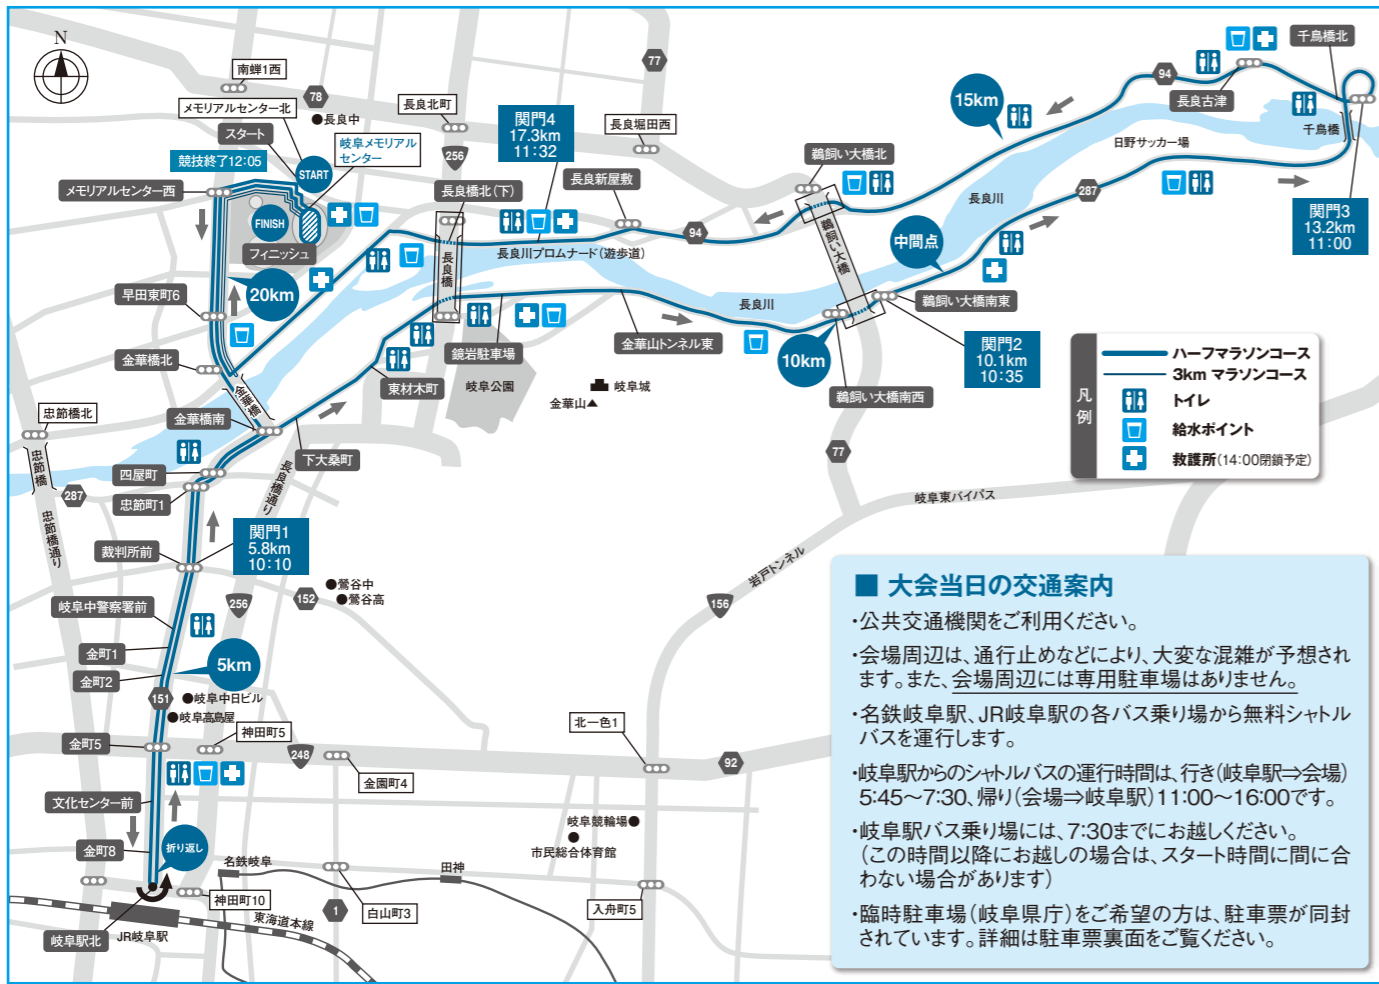 N
南蝉1西
78
メモリアルセンター北
長良中
スタート
岐阜メモリアル
センター
競技終了12:05
START
メモリアルセンター西
FINISH
フィニッシュ
20km
早田東町6
金華橋北
金華橋
忠節橋北
金華橋南
忠節橋
四屋町
下大桑町
忠節町1
287
忠節橋通り
長良橋通り
長良北町
256
関門4
17.3km
11:32
長良橋北(下)
長良新屋敷
長良堀田西
77
長良橋
長良川プロムナード(遊歩道)
94
鵜飼い大橋北
鵜飼い大橋
15km
94
長良古津
千鳥橋北
千鳥橋
日野サッカー場
長良川
287
関門3
13.2km
11:00
中間点
長良川
鵜飼い大橋南東
関門2
10.1km
10:35
10km
鵜飼い大橋南西
金華山トンネル東
鏡岩駐車場
東材木町
岐阜公園
岐阜城
金華山▲
77
岐阜東バイパス
岩戸トンネル
156
凡例
ハーフマラソンコース
3km マラソンコース
トイレ
給水ポイント
救護所(14:00閉鎖予定)
関門1
5.8km
10:10
裁判所前
鶯谷中
鶯谷高
152
256
岐阜中警察署前
金町1
5km
金町2
151
岐阜中日ビル
岐阜高島屋
金町5
神田町5
248
金園町4
北一色1
92
文化センター前
金町8
折り返し
名鉄岐阜
田神
岐阜競輪場
市民総合体育館
神田町10
1
白山町3
入舟町5
東海道本線
岐阜駅北
JR岐阜駅
■ 大会当日の交通案内
・公共交通機関をご利用ください。
・会場周辺は、通行止めなどにより、大変な混雑が予想され
ます。また、会場周辺には専用駐車場はありません。
・名鉄岐阜駅、JR岐阜駅の各バス乗り場から無料シャトル
バスを運行します。
・岐阜駅からのシャトルバスの運行時間は、行き(岐阜駅⇒会場)
5:45～7:30、帰り(会場⇒岐阜駅)11:00～16:00です。
・岐阜駅バス乗り場には、7:30までにお越しください。
(この時間以降にお越しの場合は、スタート時間に間に合
わない場合があります)
・臨時駐車場(岐阜県庁)をご希望の方は、駐車票が同封
されています。詳細は駐車票裏面をご覧ください。